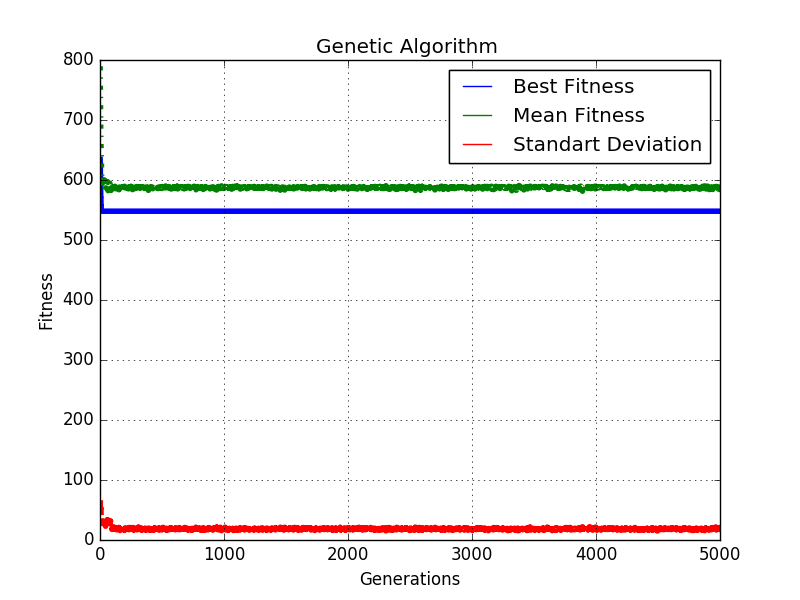 Genetic Algorithm
Best Fitness
Mean Fitness
Standart Deviation
800
700
600
500
400
300
200
100
0
Fitness
0 1000 2000 3000 4000 5000
Generations